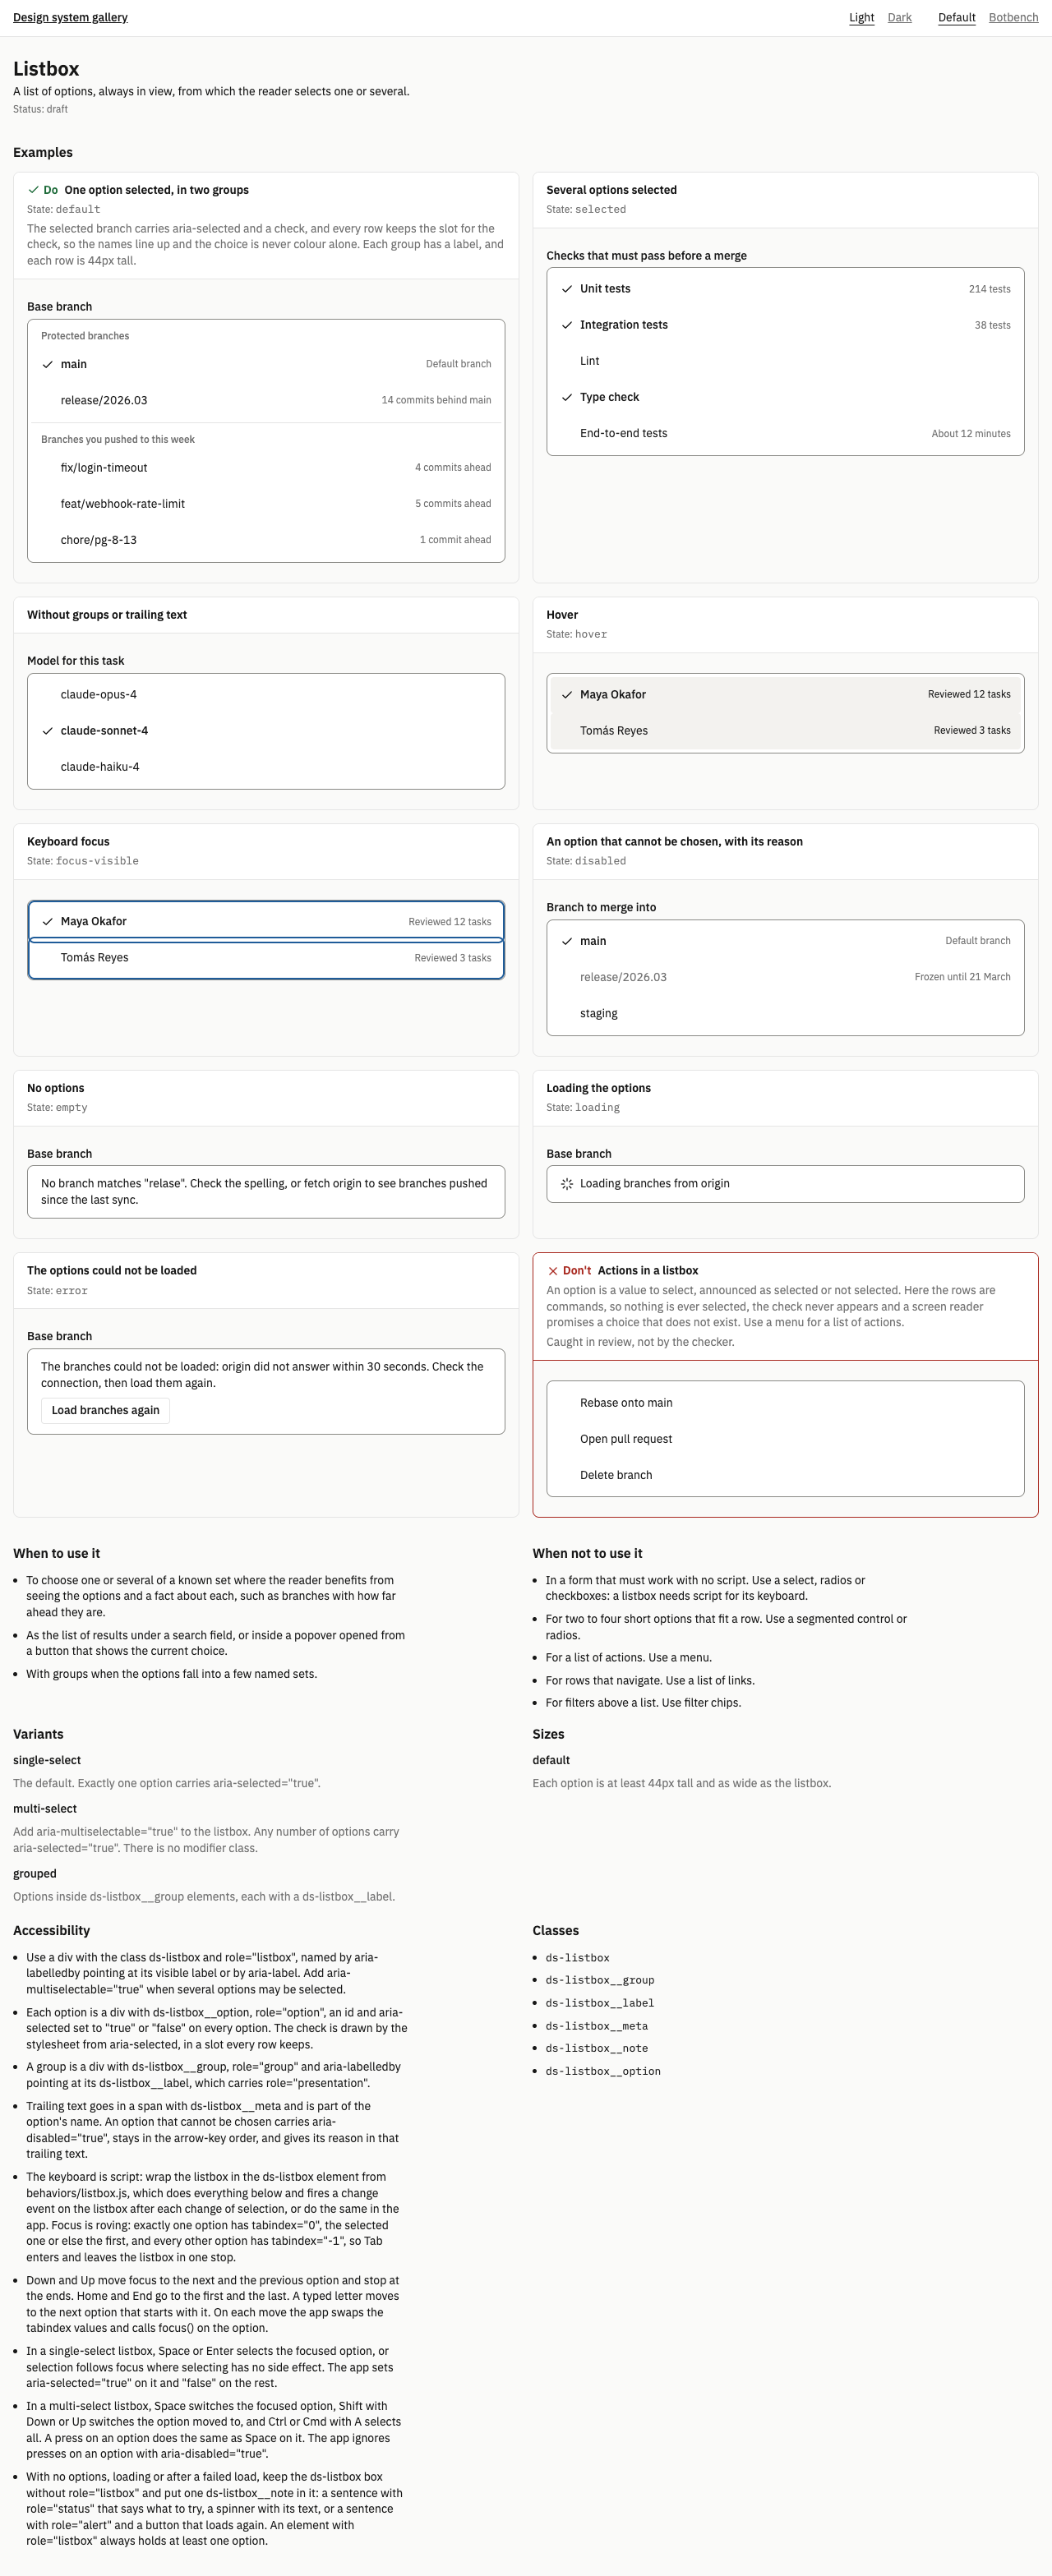 Design system gallery
Light Dark Default Botbench
Listbox
A list of options, always in view, from which the reader selects one or several.
Status: draft
Examples
Do One option selected, in two groups
State: default
The selected branch carries aria-selected and a check, and every row keeps the slot for the
check, so the names line up and the choice is never colour alone. Each group has a label, and
each row is 44px tall.
Base branch
Protected branches
main Default branch
release/2026.03 14 commits behind main
Branches you pushed to this week
fix/login-timeout 4 commits ahead
feat/webhook-rate-limit 5 commits ahead
chore/pg-8-13 1 commit ahead
Several options selected
State: selected
Checks that must pass before a merge
Unit tests 214 tests
Integration tests 38 tests
Lint
Type check
End-to-end tests About 12 minutes
Without groups or trailing text
Model for this task
claude-opus-4
claude-sonnet-4
claude-haiku-4
Hover
State: hover
Maya Okafor Reviewed 12 tasks
Tomás Reyes Reviewed 3 tasks
Keyboard focus
State: focus-visible
Maya Okafor Reviewed 12 tasks
Tomás Reyes Reviewed 3 tasks
An option that cannot be chosen, with its reason
State: disabled
Branch to merge into
main Default branch
release/2026.03 Frozen until 21 March
staging
No options
State: empty
Base branch
No branch matches "relase". Check the spelling, or fetch origin to see branches pushed
since the last sync.
Loading the options
State: loading
Base branch
Loading branches from origin
The options could not be loaded
State: error
Base branch
The branches could not be loaded: origin did not answer within 30 seconds. Check the
connection, then load them again.
Load branches again
Don't Actions in a listbox
An option is a value to select, announced as selected or not selected. Here the rows are
commands, so nothing is ever selected, the check never appears and a screen reader
promises a choice that does not exist. Use a menu for a list of actions.
Caught in review, not by the checker.
Rebase onto main
Open pull request
Delete branch
When to use it
To choose one or several of a known set where the reader benefits from
seeing the options and a fact about each, such as branches with how far
ahead they are.
As the list of results under a search field, or inside a popover opened from
a button that shows the current choice.
With groups when the options fall into a few named sets.
When not to use it
In a form that must work with no script. Use a select, radios or
checkboxes: a listbox needs script for its keyboard.
For two to four short options that fit a row. Use a segmented control or
radios.
For a list of actions. Use a menu.
For rows that navigate. Use a list of links.
For filters above a list. Use filter chips.
Variants
single-select
The default. Exactly one option carries aria-selected="true".
multi-select
Add aria-multiselectable="true" to the listbox. Any number of options carry
aria-selected="true". There is no modifier class.
grouped
Options inside ds-listbox__group elements, each with a ds-listbox__label.
Sizes
default
Each option is at least 44px tall and as wide as the listbox.
Accessibility
Use a div with the class ds-listbox and role="listbox", named by aria-
labelledby pointing at its visible label or by aria-label. Add aria-
multiselectable="true" when several options may be selected.
Each option is a div with ds-listbox__option, role="option", an id and aria-
selected set to "true" or "false" on every option. The check is drawn by the
stylesheet from aria-selected, in a slot every row keeps.
A group is a div with ds-listbox__group, role="group" and aria-labelledby
pointing at its ds-listbox__label, which carries role="presentation".
Trailing text goes in a span with ds-listbox__meta and is part of the
option's name. An option that cannot be chosen carries aria-
disabled="true", stays in the arrow-key order, and gives its reason in that
trailing text.
The keyboard is script: wrap the listbox in the ds-listbox element from
behaviors/listbox.js, which does everything below and fires a change
event on the listbox after each change of selection, or do the same in the
app. Focus is roving: exactly one option has tabindex="0", the selected
one or else the first, and every other option has tabindex="-1", so Tab
enters and leaves the listbox in one stop.
Down and Up move focus to the next and the previous option and stop at
the ends. Home and End go to the first and the last. A typed letter moves
to the next option that starts with it. On each move the app swaps the
tabindex values and calls focus() on the option.
In a single-select listbox, Space or Enter selects the focused option, or
selection follows focus where selecting has no side effect. The app sets
aria-selected="true" on it and "false" on the rest.
In a multi-select listbox, Space switches the focused option, Shift with
Down or Up switches the option moved to, and Ctrl or Cmd with A selects
all. A press on an option does the same as Space on it. The app ignores
presses on an option with aria-disabled="true".
With no options, loading or after a failed load, keep the ds-listbox box
without role="listbox" and put one ds-listbox__note in it: a sentence with
role="status" that says what to try, a spinner with its text, or a sentence
with role="alert" and a button that loads again. An element with
role="listbox" always holds at least one option.
Classes
ds-listbox
ds-listbox__group
ds-listbox__label
ds-listbox__meta
ds-listbox__note
ds-listbox__option